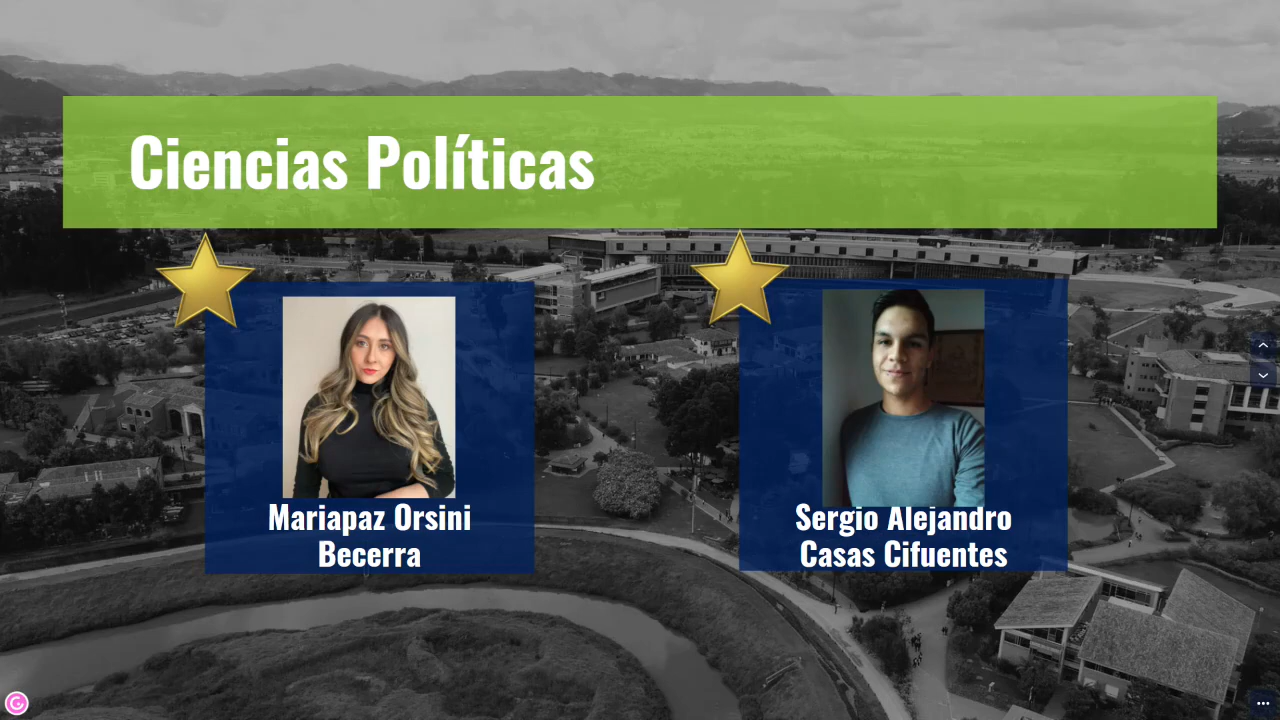 Ciencias Políticas
Mariapaz Orsini
Becerra
Sergio Alejandro
Casas Cifuentes